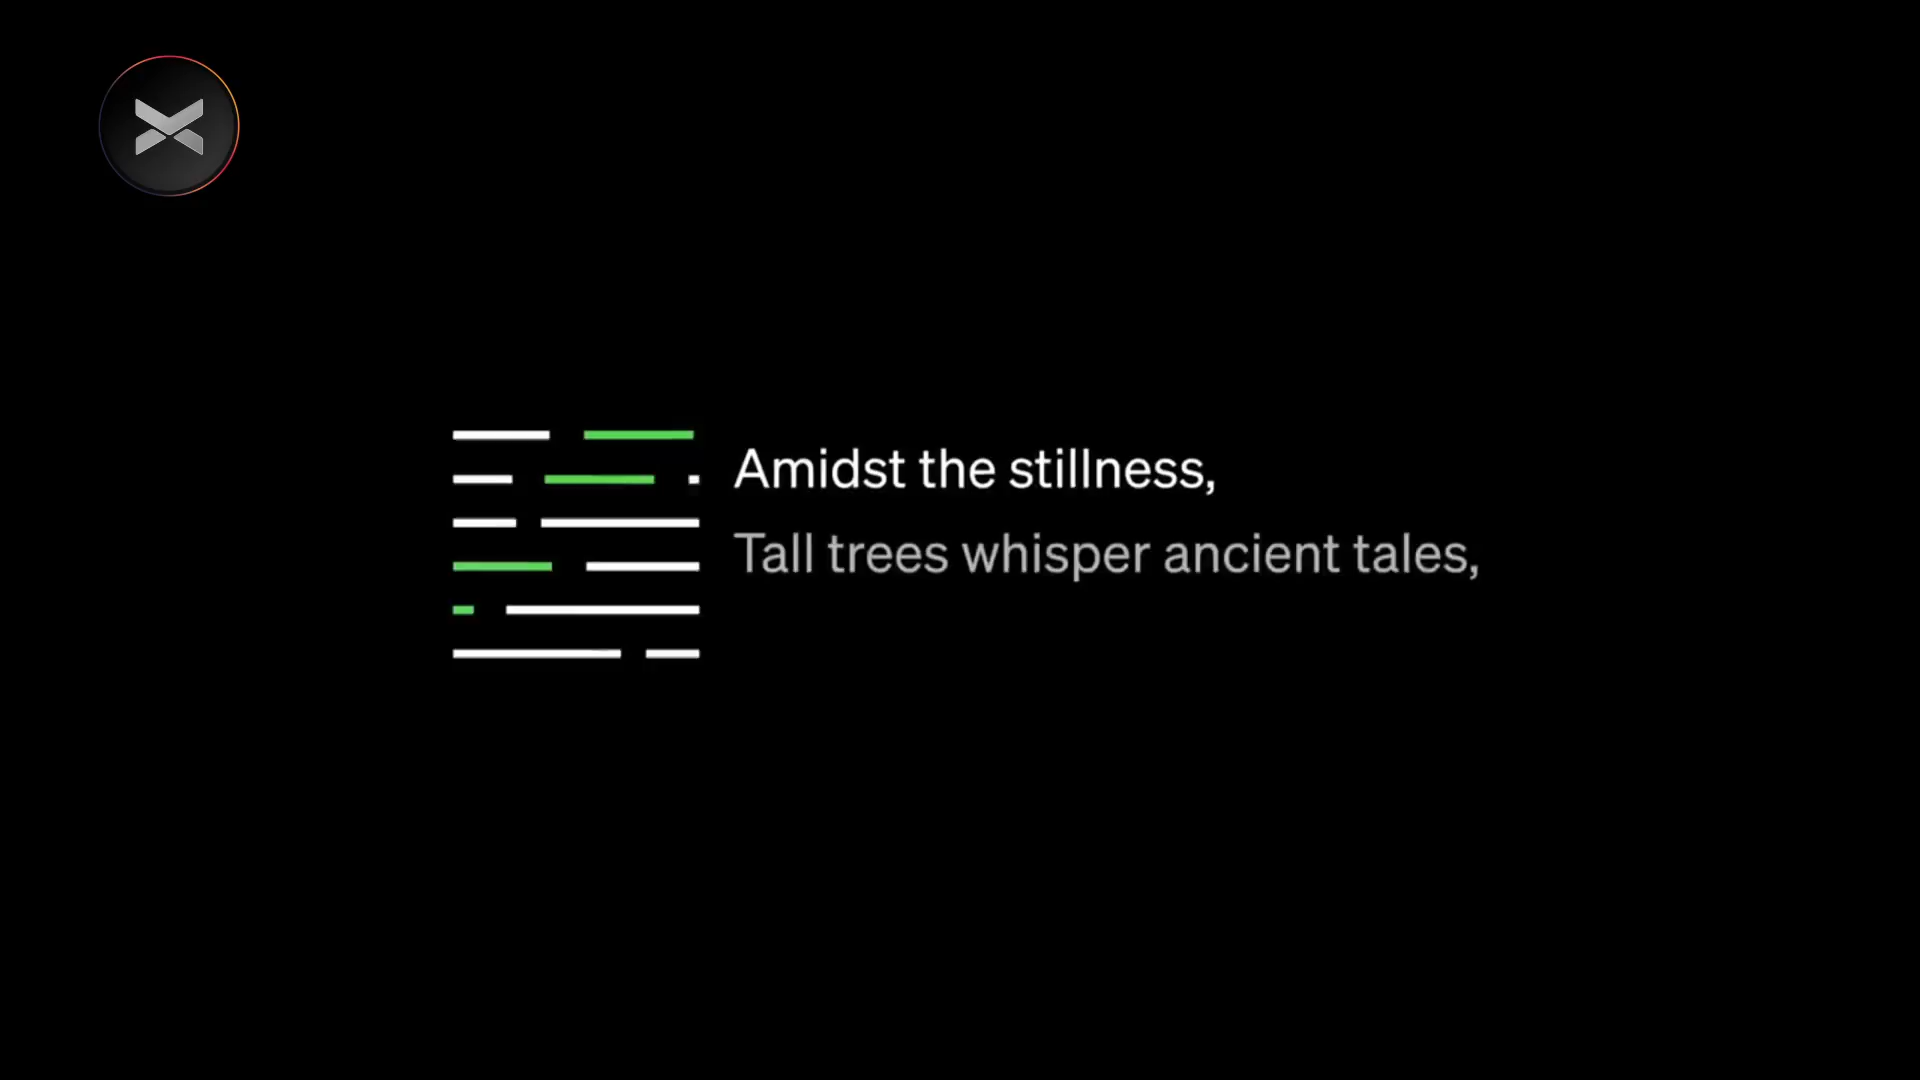 Amidst the stillness,
Tall trees whisper ancient tales,